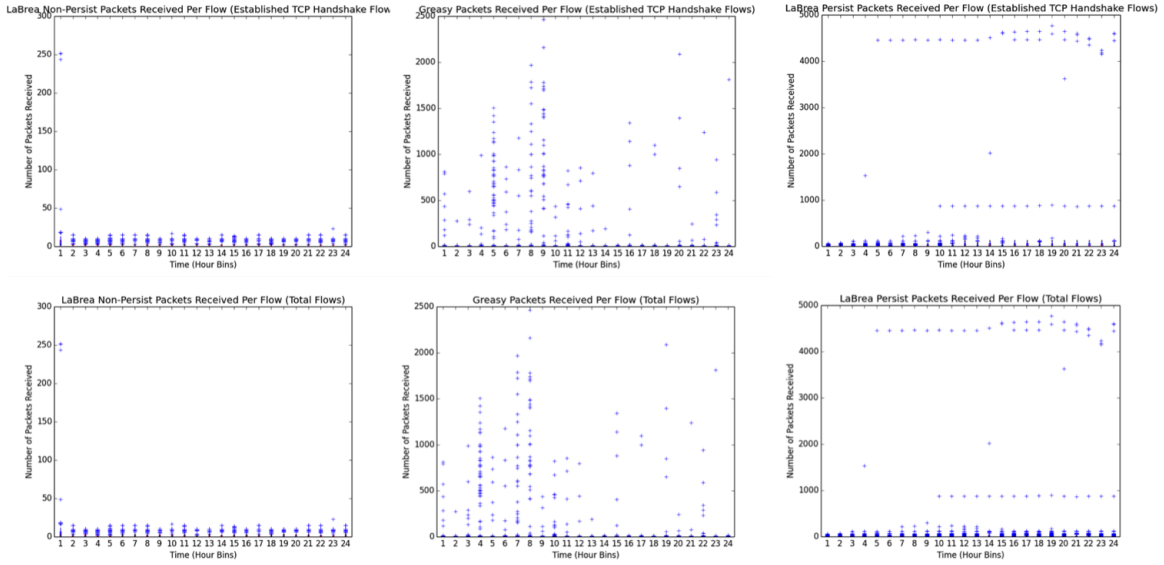 LaBrea Non-Persist Packets Received Per Flow (Established TCP Handshake Flow
300
250
200
150
100
50
0
Number of Packets Received
1 2 3 4 5 6 7 8 9 10 11 12 13 14 15 16 17 18 19 20 21 22 23 24
Time (Hour Bins)
Greasy Packets Received Per Flow (Established TCP Handshake Flows)
2500
2000
1500
1000
500
0
Number of Packets Received
1 2 3 4 5 6 7 8 9 10 11 12 13 14 15 16 17 18 19 20 21 22 23 24
Time (Hour Bins)
LaBrea Persist Packets Received Per Flow (Established TCP Handshake Flows)
5000
4000
3000
2000
1000
0
Number of Packets Received
1 2 3 4 5 6 7 8 9 10 11 12 13 14 15 16 17 18 19 20 21 22 23 24
Time (Hour Bins)
LaBrea Non-Persist Packets Received Per Flow (Total Flows)
300
250
200
150
100
50
0
Number of Packets Received
1 2 3 4 5 6 7 8 9 10 11 12 13 14 15 16 17 18 19 20 21 22 23 24
Time (Hour Bins)
Greasy Packets Received Per Flow (Total Flows)
2500
2000
1500
1000
500
0
Number of Packets Received
1 2 3 4 5 6 7 8 9 10 11 12 13 14 15 16 17 18 19 20 21 22 23 24
Time (Hour Bins)
LaBrea Persist Packets Received Per Flow (Total Flows)
5000
4000
3000
2000
1000
0
Number of Packets Received
1 2 3 4 5 6 7 8 9 10 11 12 13 14 15 16 17 18 19 20 21 22 23 24
Time (Hour Bins)